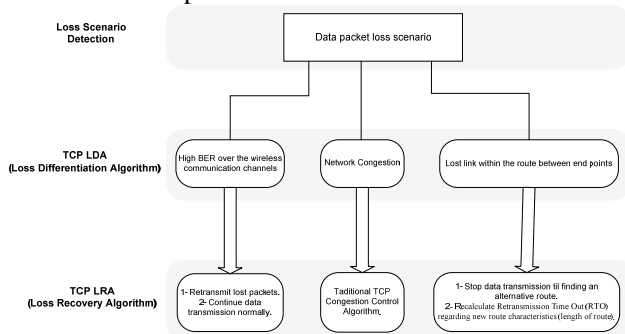 Loss Scenario
Detection
Data packet loss scenario
TCP LDA
(Loss Differentiation Algorithm)
High BER over the wireless
communication channels
Network Congestion
Lost link within the route between end points
TCP LRA
(Loss Recovery Algorithm)
1- Retransmit lost packets.
2- Continue data
transmission normally.
Taditional TCP
Congestion Control
Algorithm.
1- Stop data transmission til finding an
alternative route.
2- Recalculate Retransmission Time Out (RTO)
regarding new route characteristics (length of route).